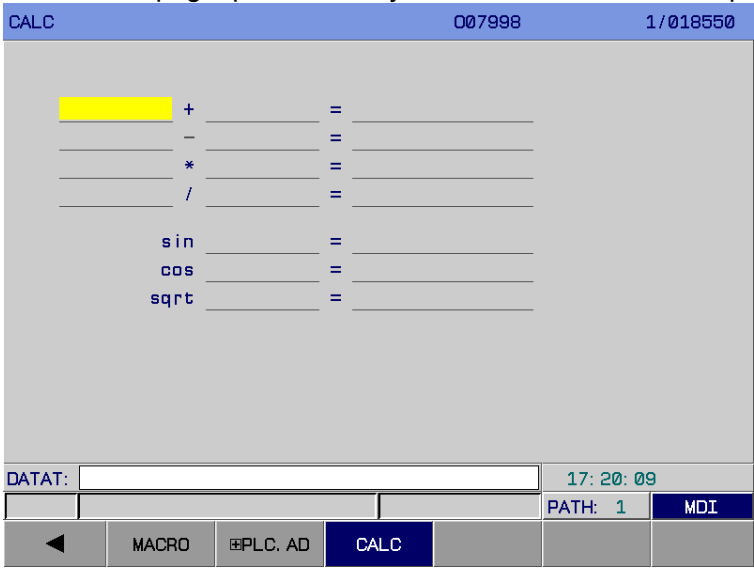 CALC O07998 1/018550
+ =
- =
* =
/ =
sin =
cos =
sqrt =
DATAT: 17:20:09
PATH: 1 MDI
◀ MACRO ⊞PLC. AD CALC